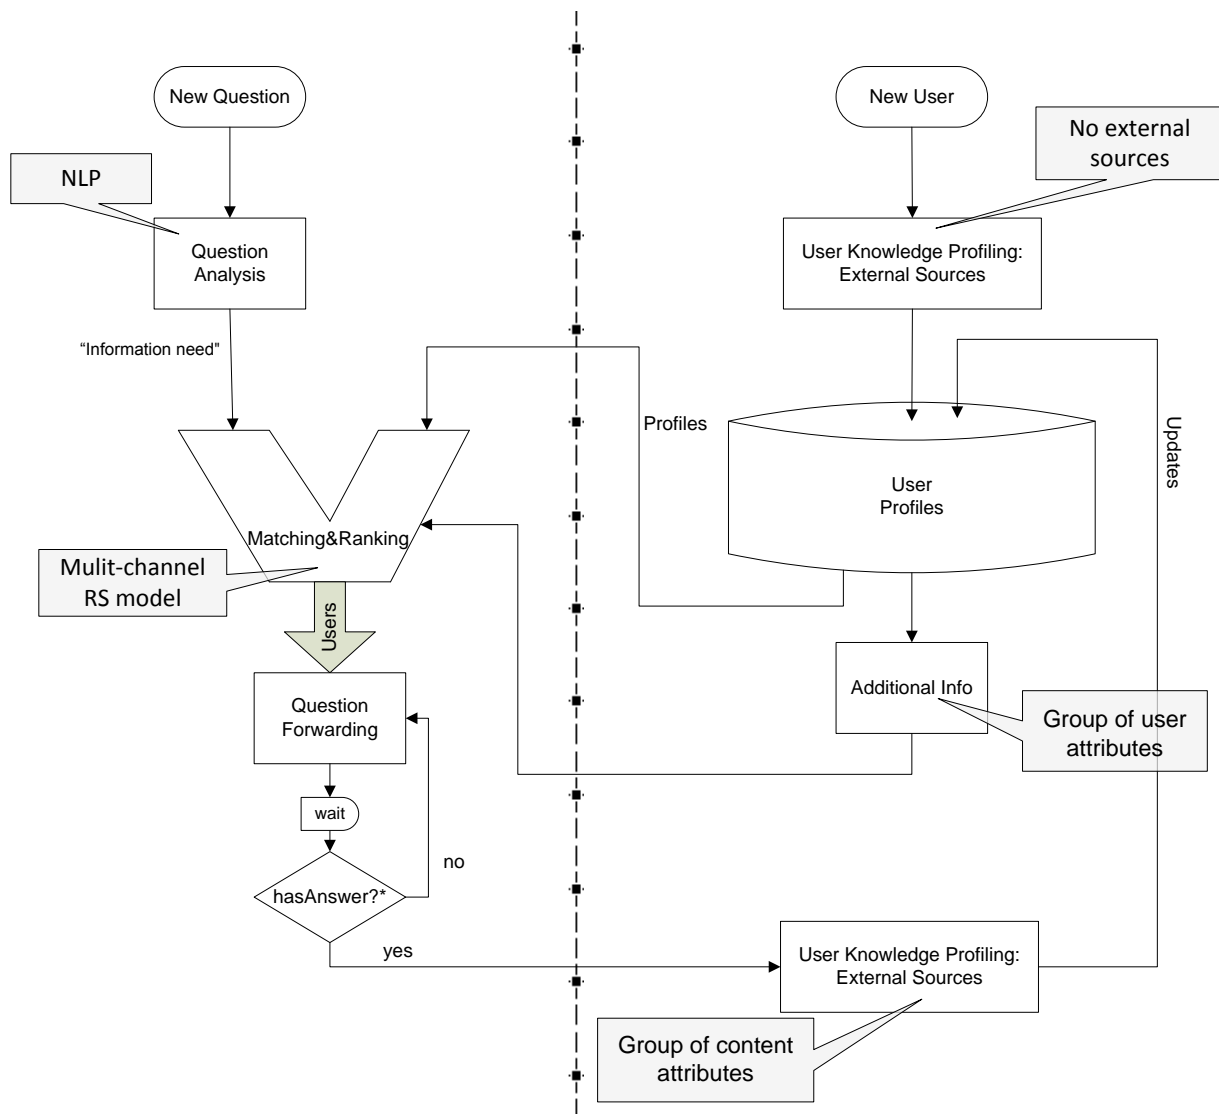 New Question
New User
No external
sources
NLP
Question
Analysis
User Knowledge Profiling:
External Sources
“Information need"
Profiles
Updates
User
Profiles
Matching&Ranking
Mulit-channel
RS model
Users
Question
Forwarding
Additional Info
Group of user
attributes
wait
no
hasAnswer?*
yes
User Knowledge Profiling:
External Sources
Group of content
attributes